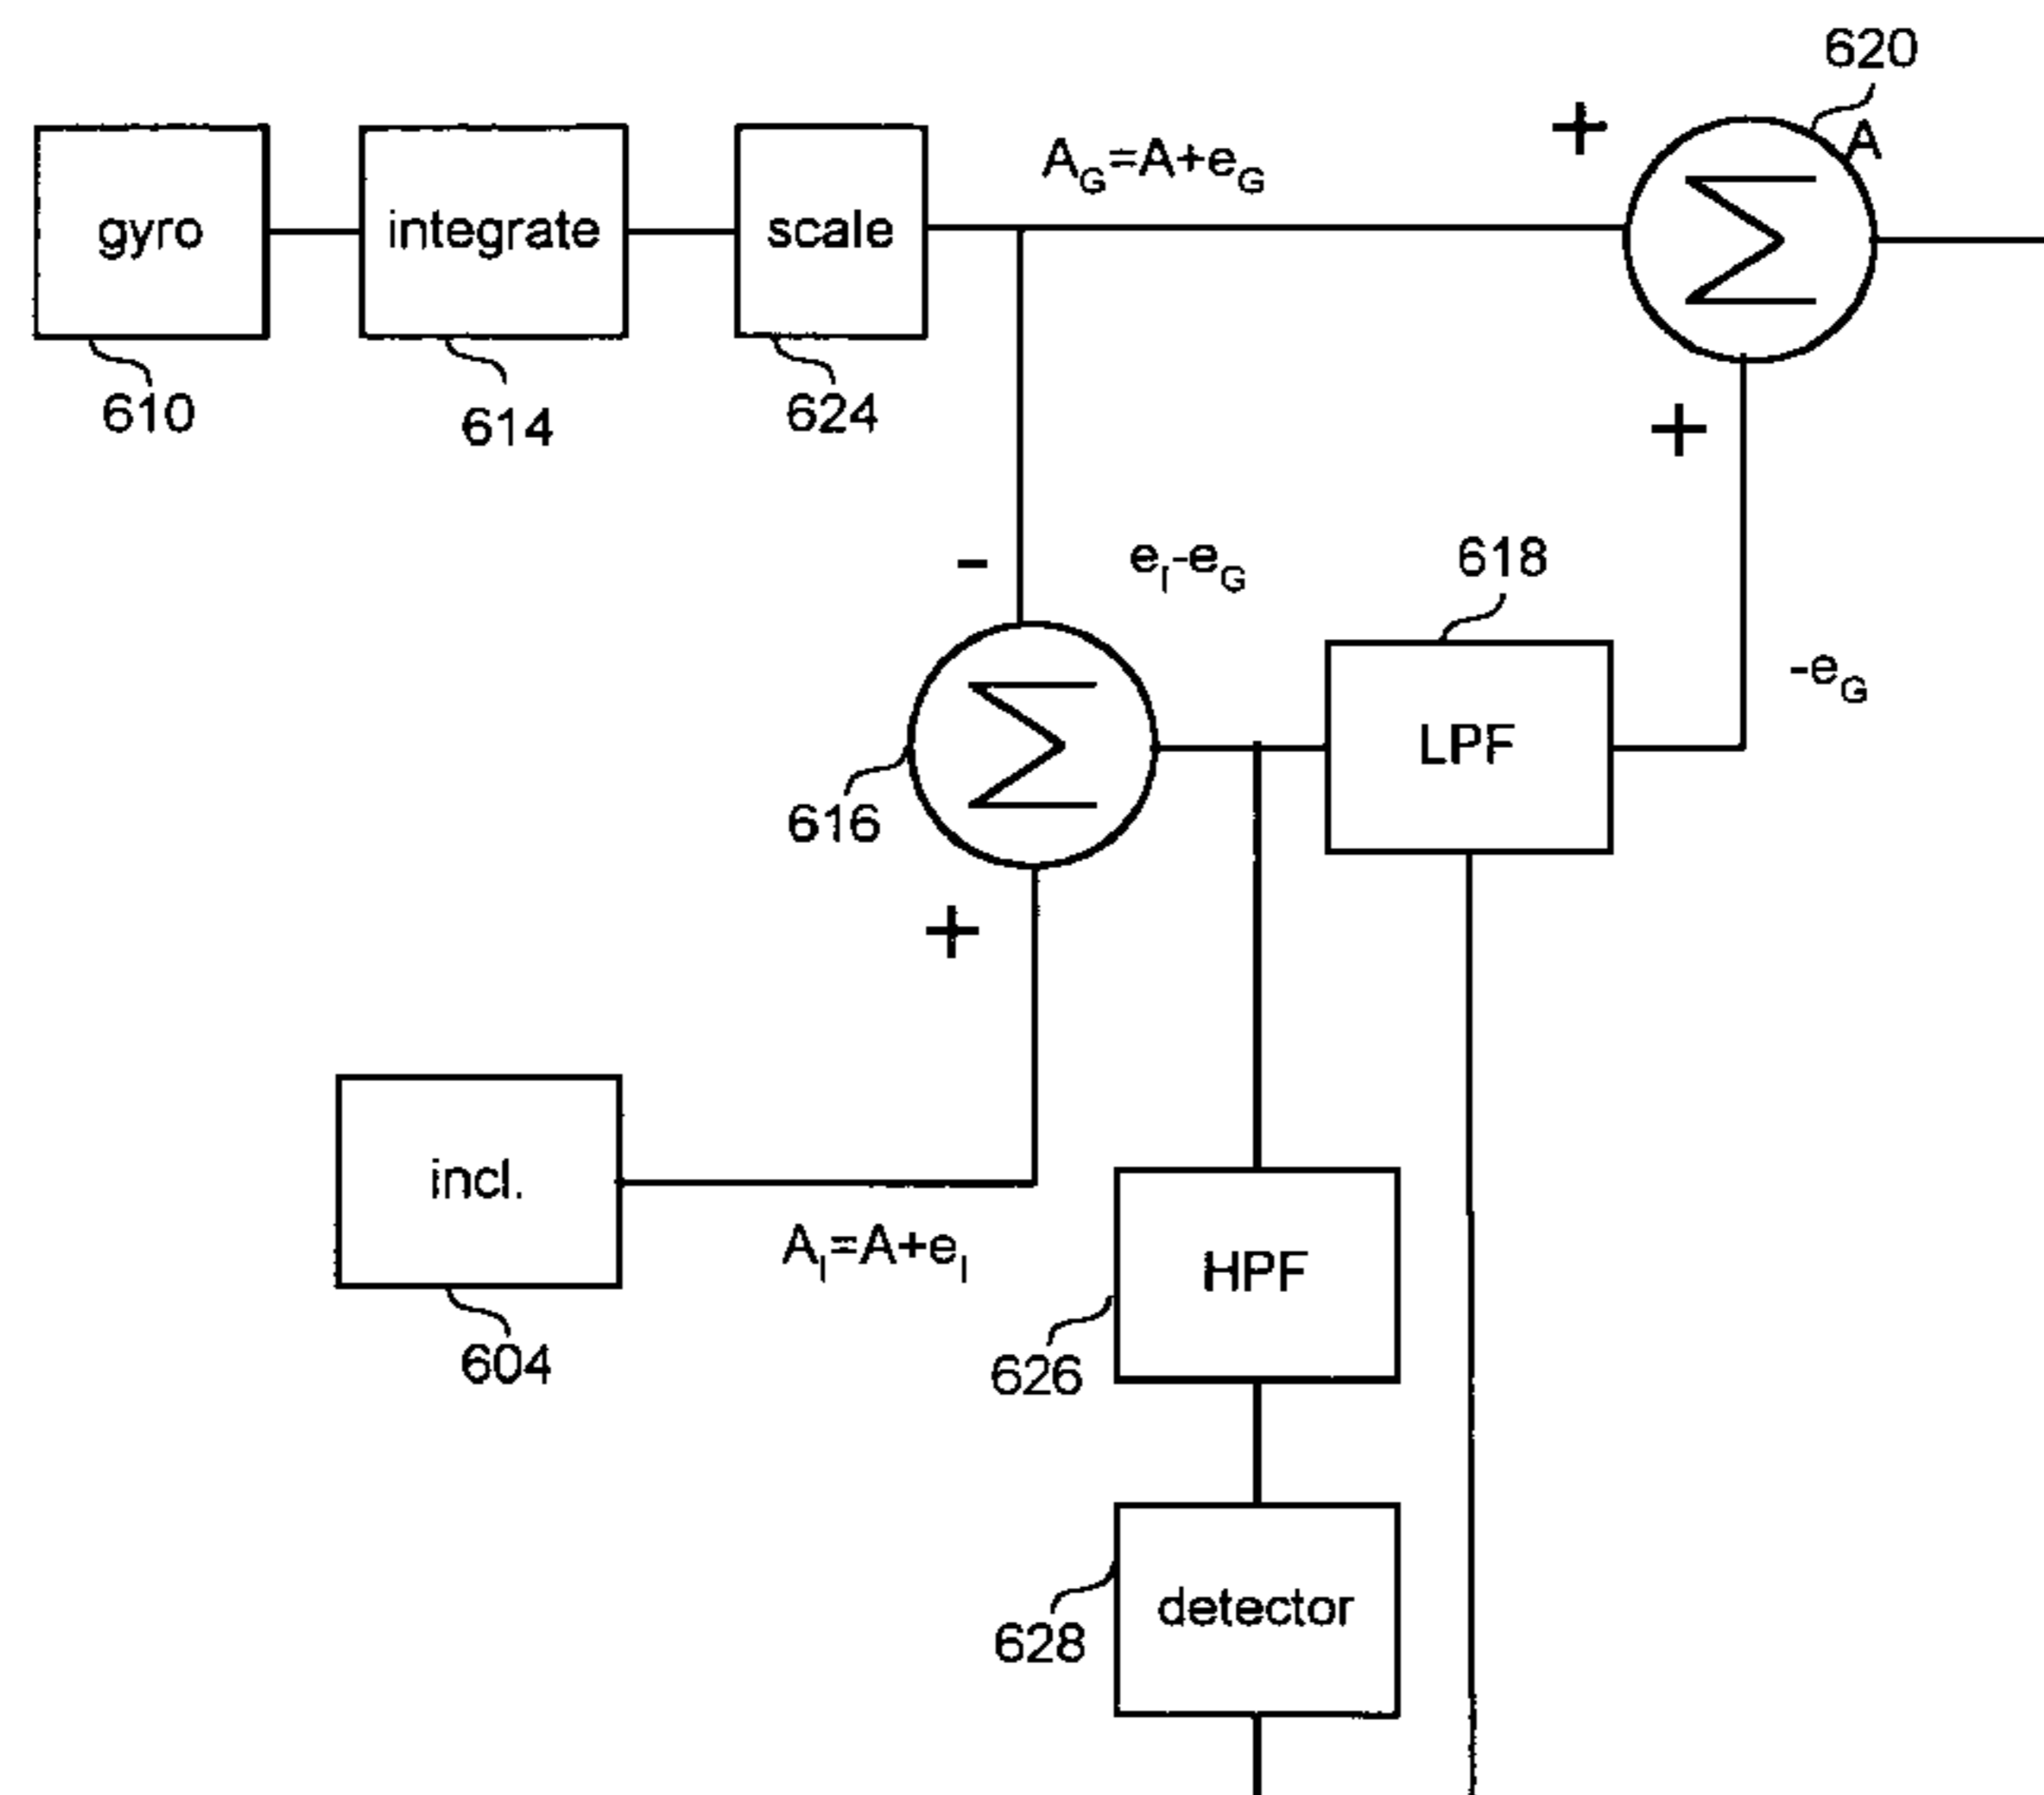 620
A
+
A_G=A+e_G
gyro
integrate
scale
610
614
624
+
-
e_I-e_G
618
LPF
-e_G
616
+
incl.
A_I=A+e_I
604
HPF
626
detector
628